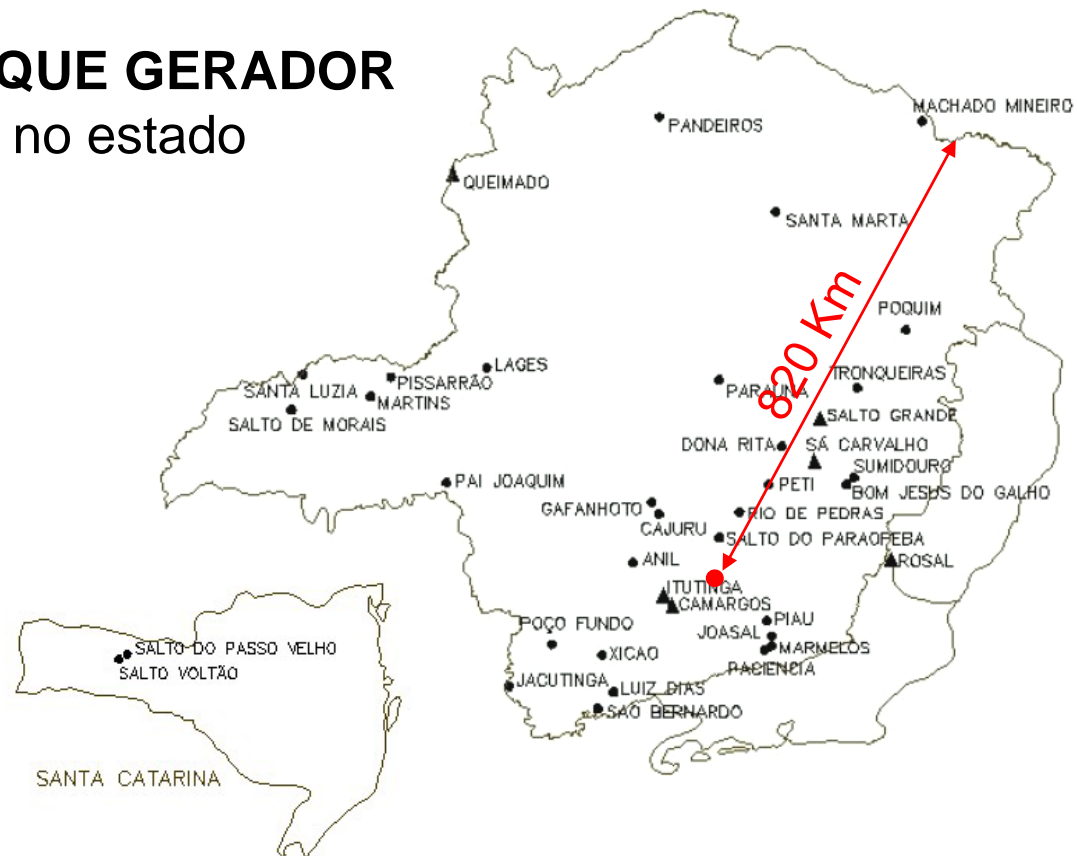 QUE GERADOR
no estado
MACHADO MINEIRO
PANDEIROS
QUEIMADO
SANTA MARTA
820 Km
POQUIM
LAGES
PISSARRÃO
SANTA LUZIA
MARTINS
SALTO DE MORAIS
PARAUNA
TRONQUEIRAS
SALTO GRANDE
DONA RITA
SÁ CARVALHO
SUMIDOURO
PAI JOAQUIM
PETI
BOM JESUS DO GALHO
GAFANHOTO
CAJURU
RIO DE PEDRAS
SALTO DO PARAOPEBA
ANIL
ROSAL
ITUTINGA
CAMARGOS
POÇO FUNDO
PIAU
JOASAL
MARMELOS
XICAO
PACIENCIA
JACUTINGA
LUIZ DIAS
SAO BERNARDO
SALTO DO PASSO VELHO
SALTO VOLTÃO
SANTA CATARINA